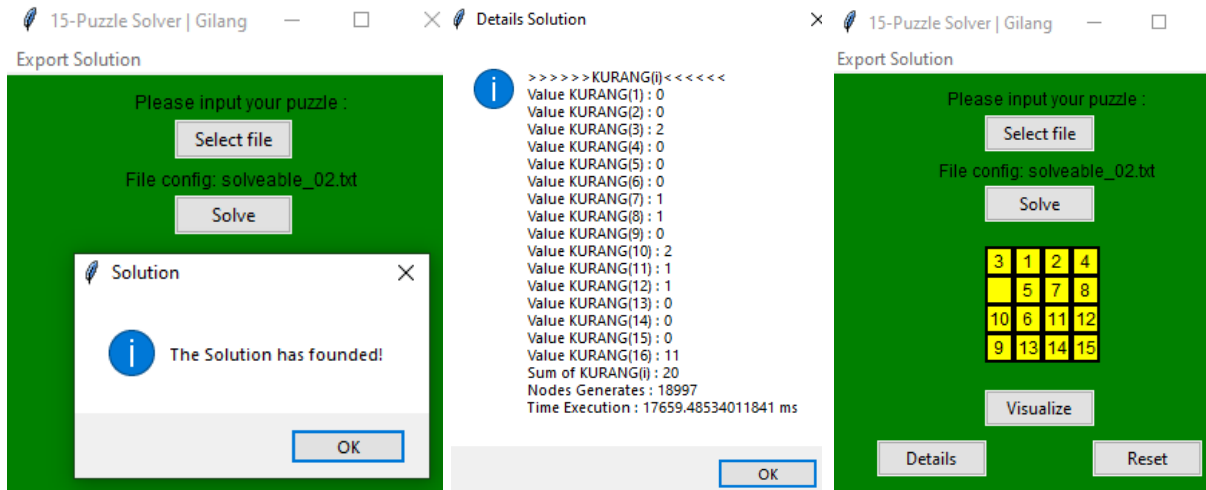 15-Puzzle Solver | Gilang
Export Solution
Please input your puzzle :
Select file
File config: solveable_02.txt
Solve
Solution
The Solution has founded!
OK
Details Solution
>>>>>>KURANG(i)<<<<<<
Value KURANG(1) : 0
Value KURANG(2) : 0
Value KURANG(3) : 2
Value KURANG(4) : 0
Value KURANG(5) : 0
Value KURANG(6) : 0
Value KURANG(7) : 1
Value KURANG(8) : 1
Value KURANG(9) : 0
Value KURANG(10) : 2
Value KURANG(11) : 1
Value KURANG(12) : 1
Value KURANG(13) : 0
Value KURANG(14) : 0
Value KURANG(15) : 0
Value KURANG(16) : 11
Sum of KURANG(i) : 20
Nodes Generates : 18997
Time Execution : 17659.48534011841 ms
OK
15-Puzzle Solver | Gilang
Export Solution
Please input your puzzle :
Select file
File config: solveable_02.txt
Solve
3 1 2 4
5 7 8
10 6 11 12
9 13 14 15
Visualize
Details Reset